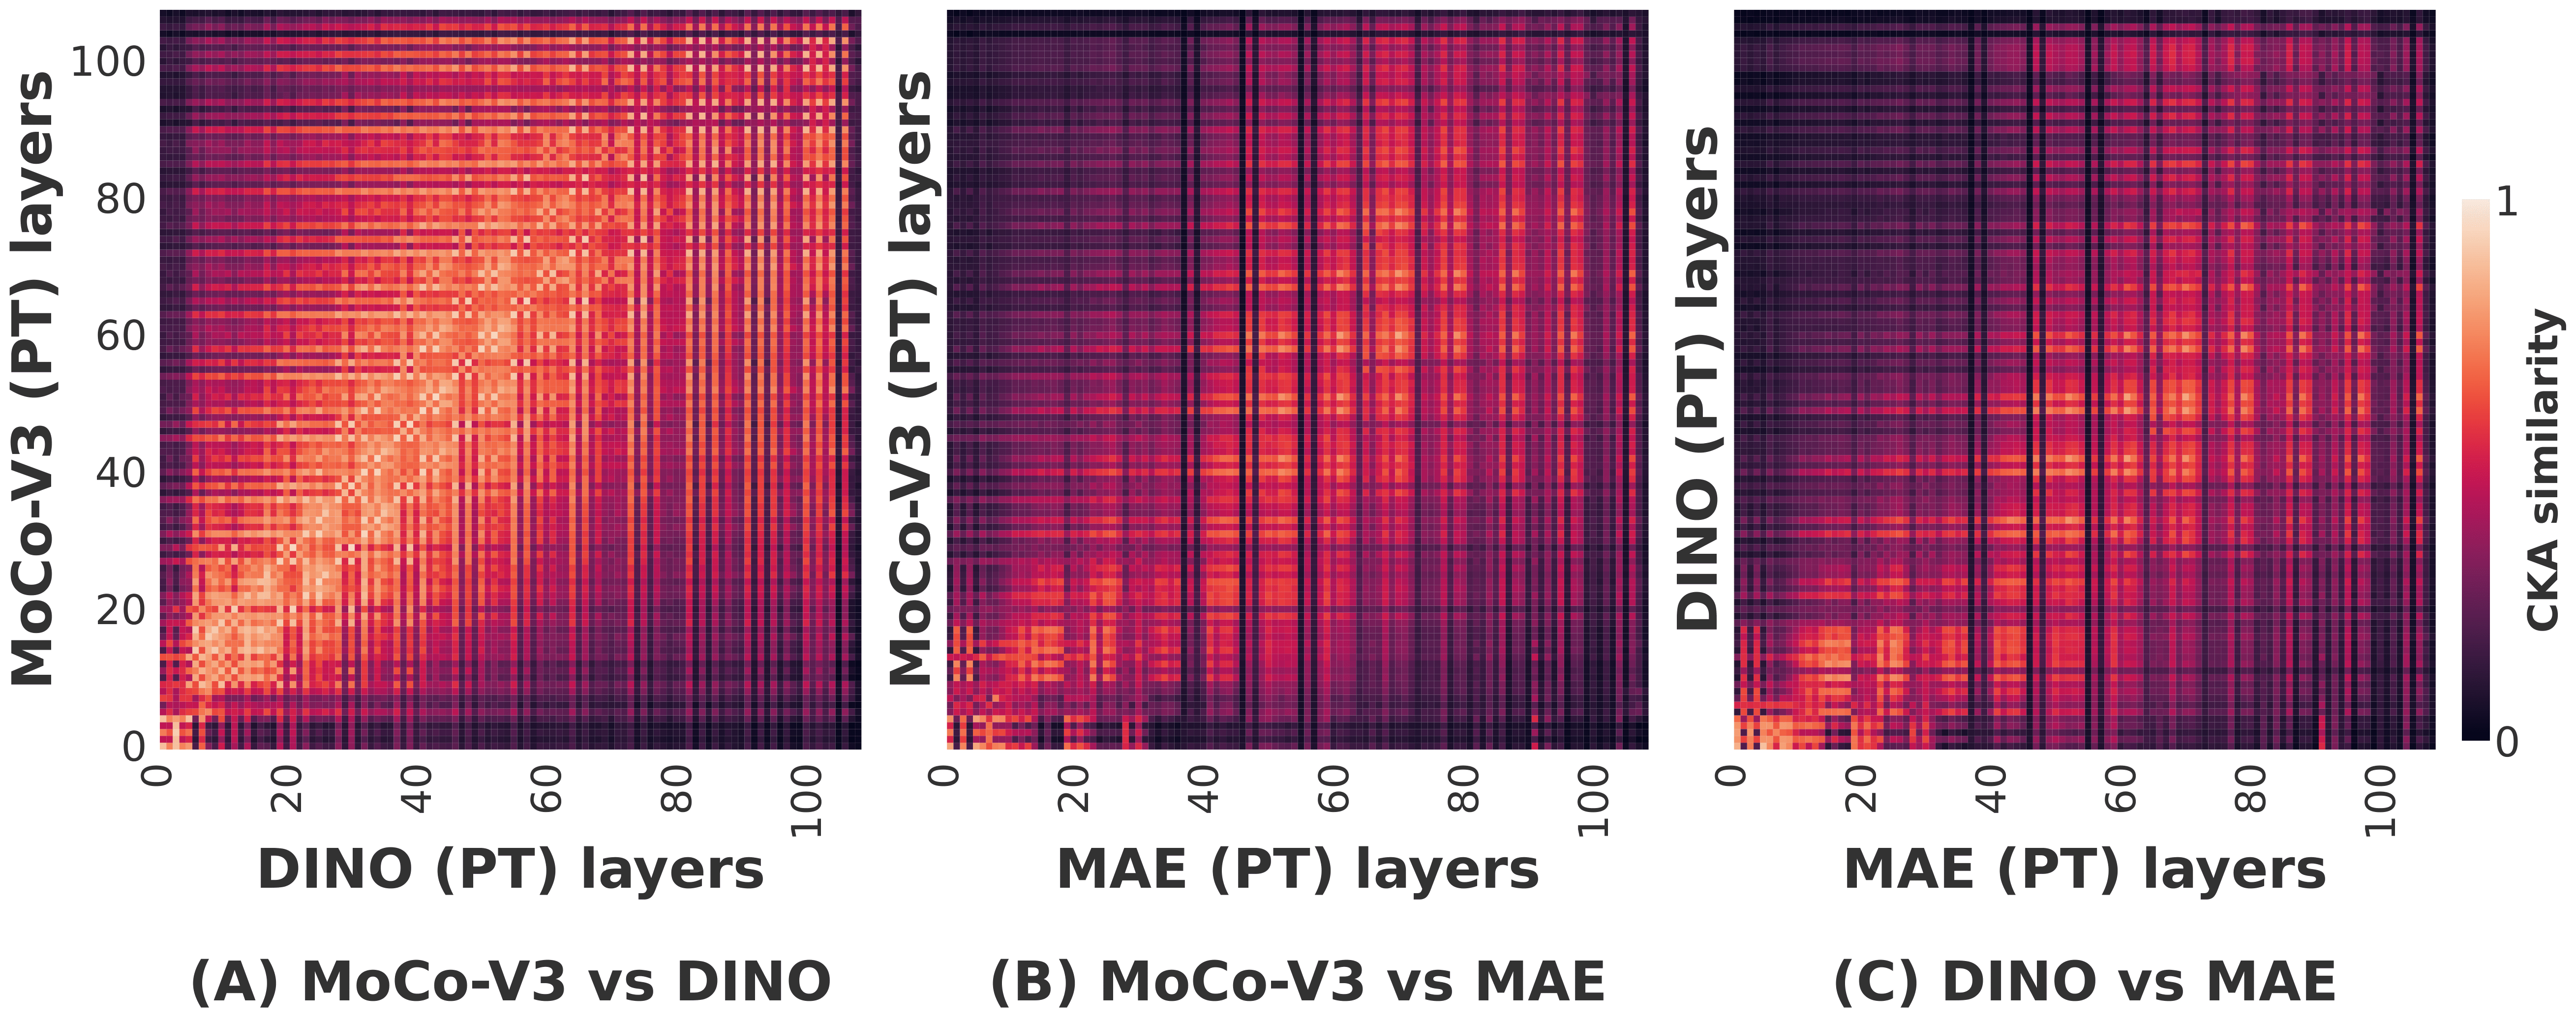 MoCo-V3 (PT) layers
100
80
60
40
20
0
0 20 40 60 80 100
DINO (PT) layers
(A) MoCo-V3 vs DINO
MoCo-V3 (PT) layers
0 20 40 60 80 100
MAE (PT) layers
(B) MoCo-V3 vs MAE
DINO (PT) layers
0 20 40 60 80 100
MAE (PT) layers
(C) DINO vs MAE
1
0
CKA similarity